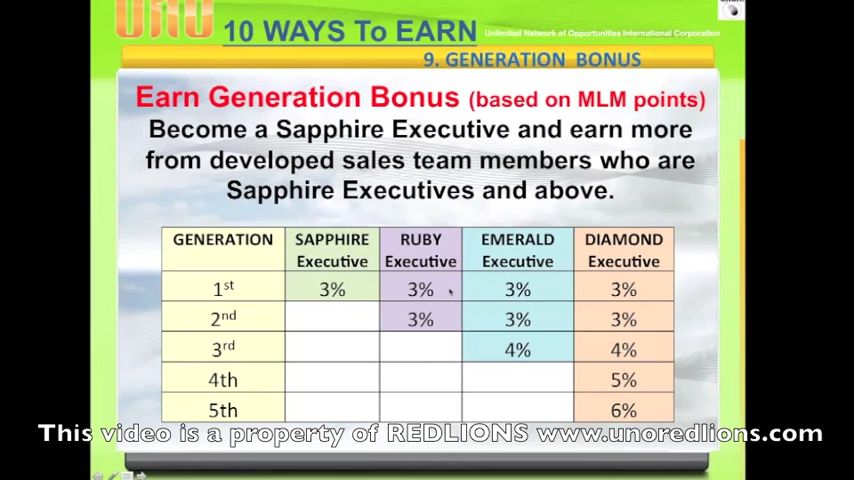 uno
10 WAYS To EARN
Unlimited Network of Opportunities International Corporation
9. GENERATION BONUS
Earn Generation Bonus (based on MLM points)
Become a Sapphire Executive and earn more
from developed sales team members who are
Sapphire Executives and above.
GENERATION SAPPHIRE Executive RUBY Executive EMERALD Executive DIAMOND Executive
1st 3% 3% 3% 3%
2nd 3% 3% 3%
3rd 4% 4%
4th 5%
5th 6%
This video is a property of REDLIONS www.unoredlions.com